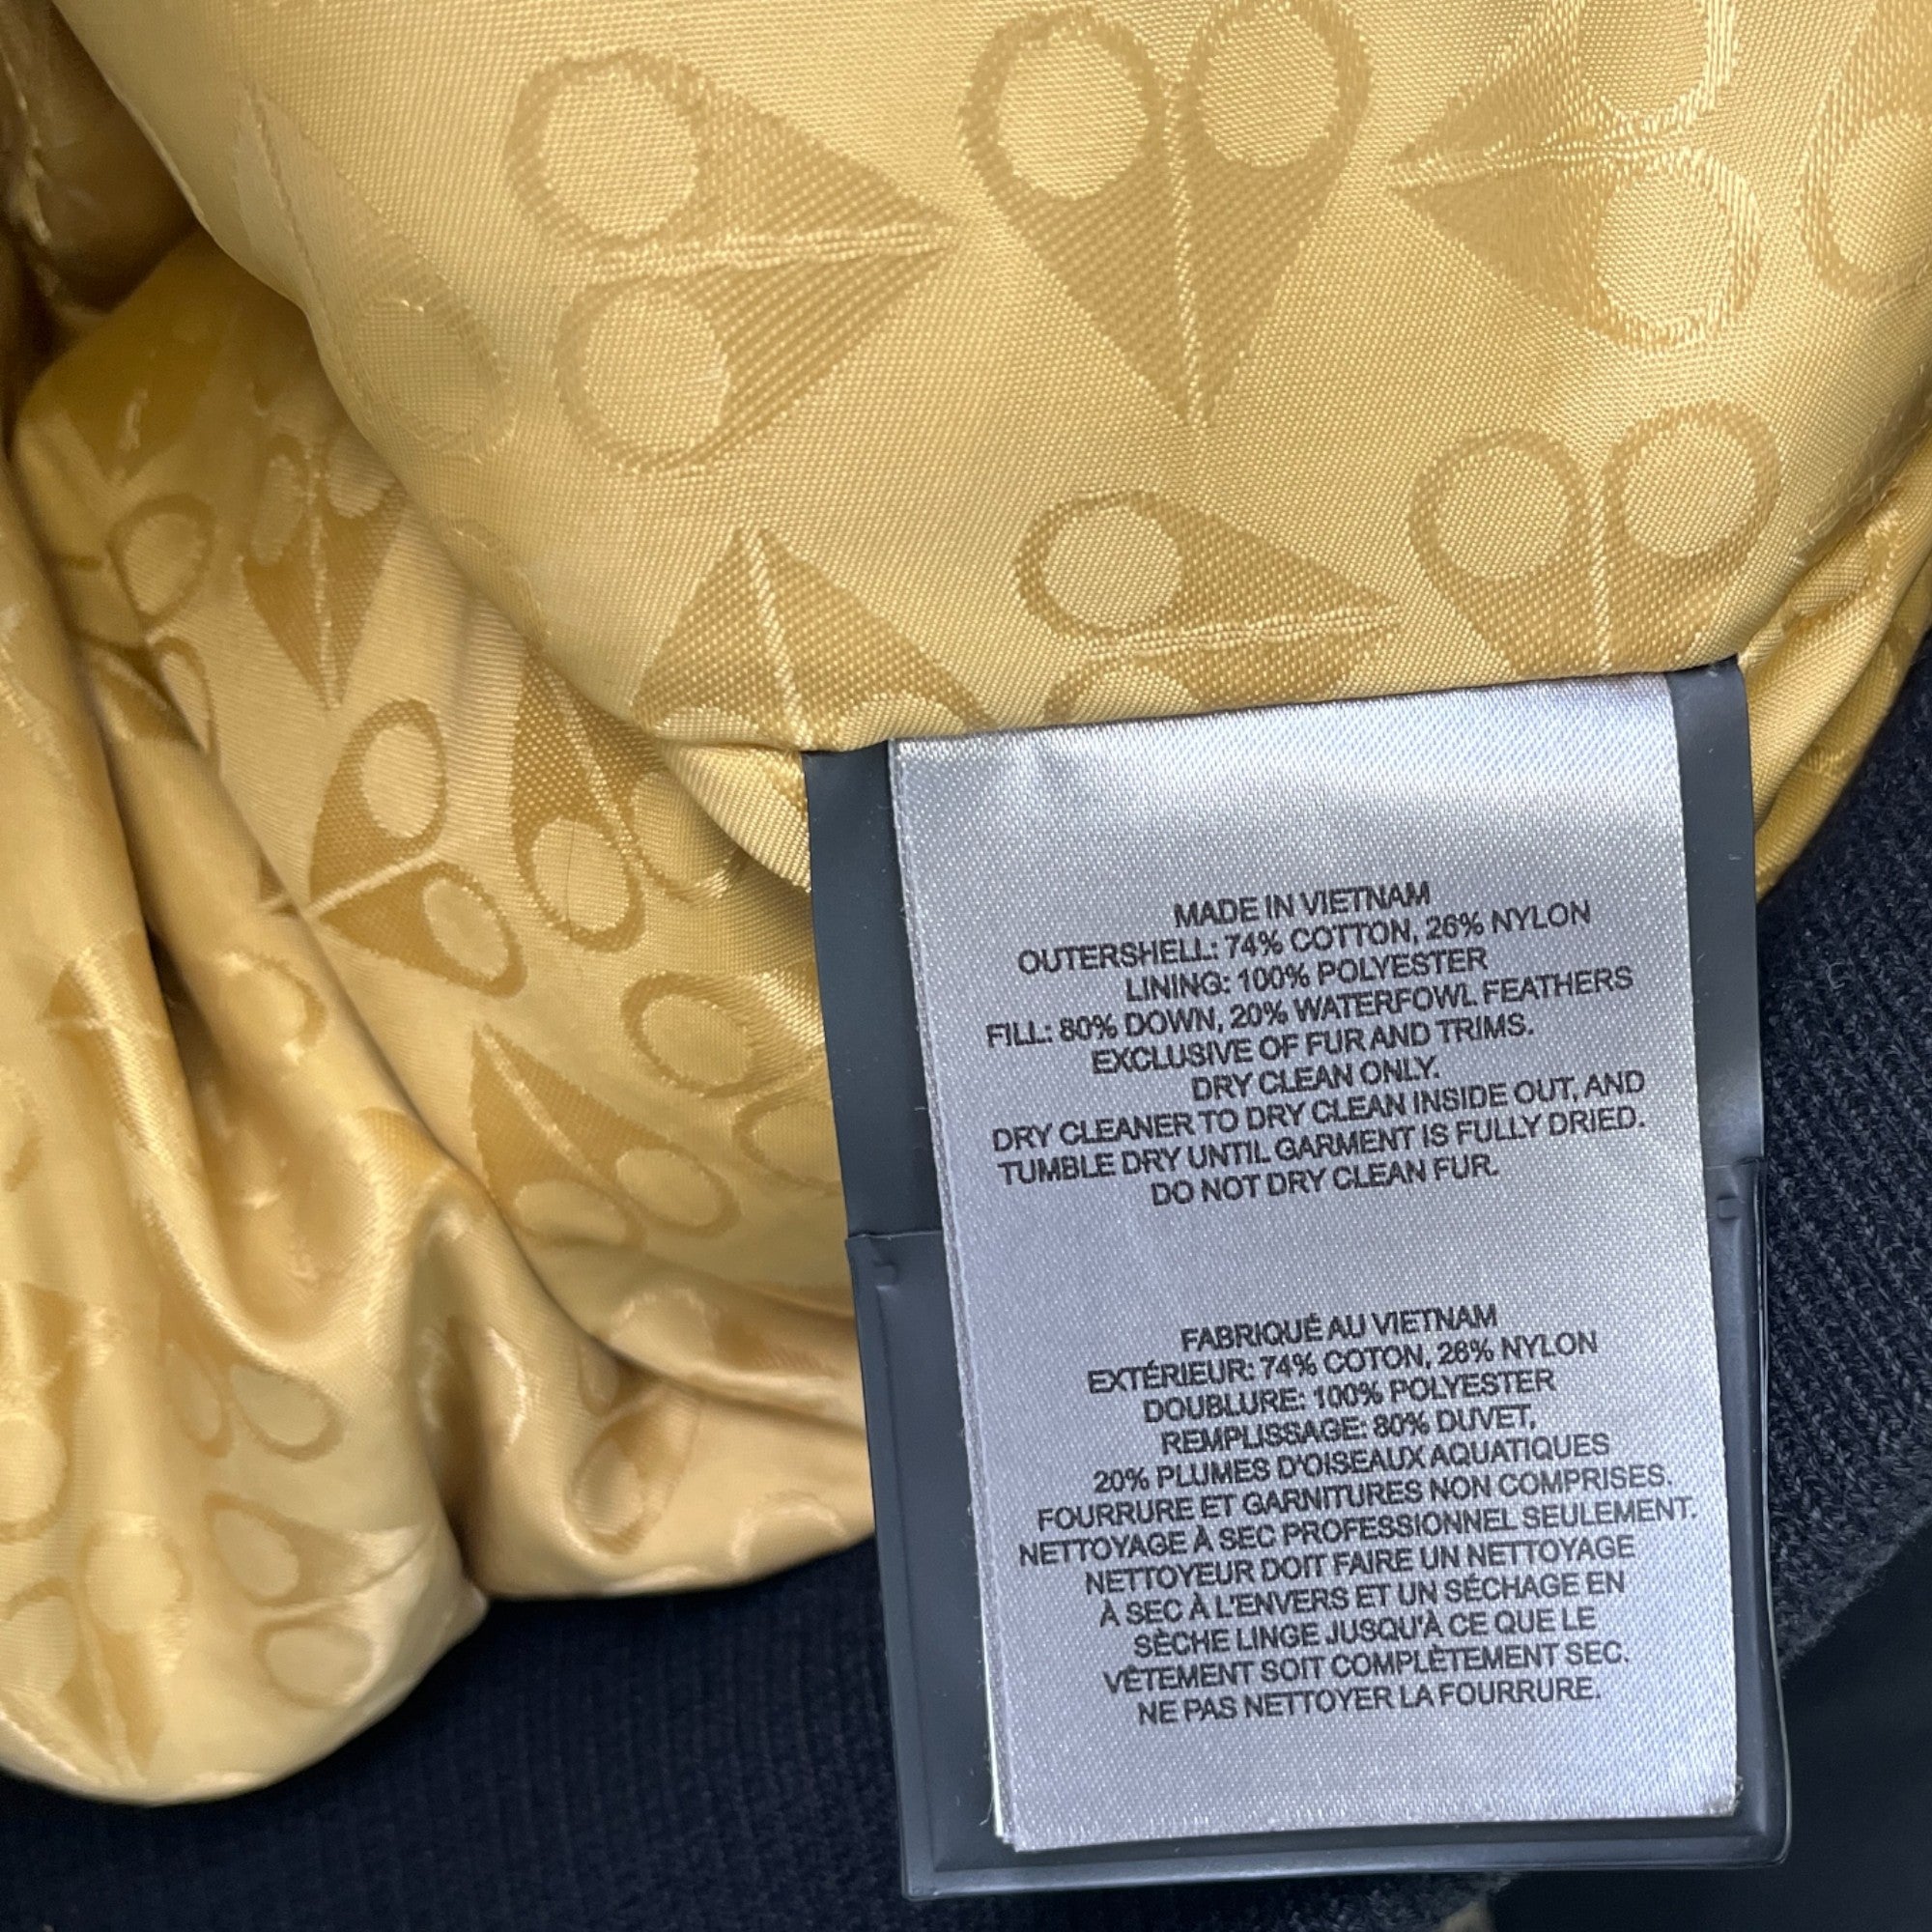 MADE IN VIETNAM
OUTERSHELL: 74% COTTON, 26% NYLON
LINING: 100% POLYESTER
FILL: 80% DOWN, 20% WATERFOWL FEATHERS
EXCLUSIVE OF FUR AND TRIMS.
DRY CLEAN ONLY.
DRY CLEANER TO DRY CLEAN INSIDE OUT, AND
TUMBLE DRY UNTIL GARMENT IS FULLY DRIED.
DO NOT DRY CLEAN FUR.
FABRIQUÉ AU VIETNAM
EXTÉRIEUR: 74% COTON, 26% NYLON
DOUBLURE: 100% POLYESTER
REMPLISSAGE: 80% DUVET,
20% PLUMES D'OISEAUX AQUATIQUES
FOURRURE ET GARNITURES NON COMPRISES.
NETTOYAGE À SEC PROFESSIONNEL SEULEMENT.
NETTOYEUR DOIT FAIRE UN NETTOYAGE
À SEC À L'ENVERS ET UN SÉCHAGE EN
SÈCHE LINGE JUSQU'À CE QUE LE
VÊTEMENT SOIT COMPLÈTEMENT SEC.
NE PAS NETTOYER LA FOURRURE.